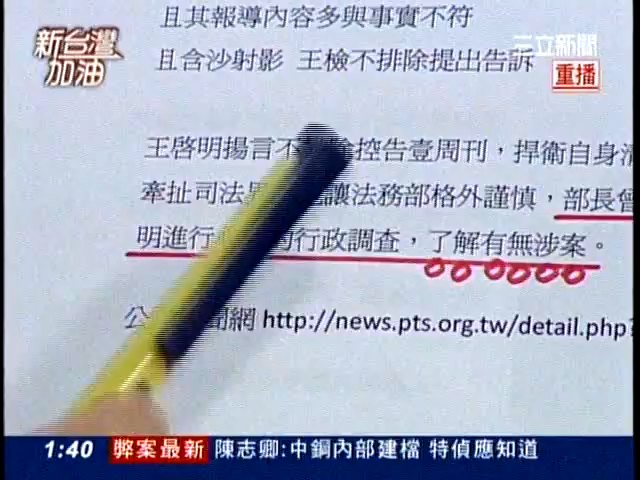 新台灣
加油
三立新聞
重播
且其報導內容多與事實不符
且含沙射影 王檢不排除提出告訴
王啓明揚言不 控告壹周刊，捍衛自身
牽扯司法 讓法務部格外謹慎，部長曾
明進行 行政調查，了解有無涉案。
公 聞網 http://news.pts.org.tw/detail.php?
1:40 弊案最新 陳志卿:中鋼內部建檔 特偵應知道